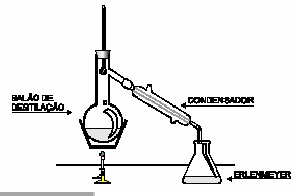 BALÃO DE
DESTILAÇÃO
CONDENSADOR
ERLENMEYER